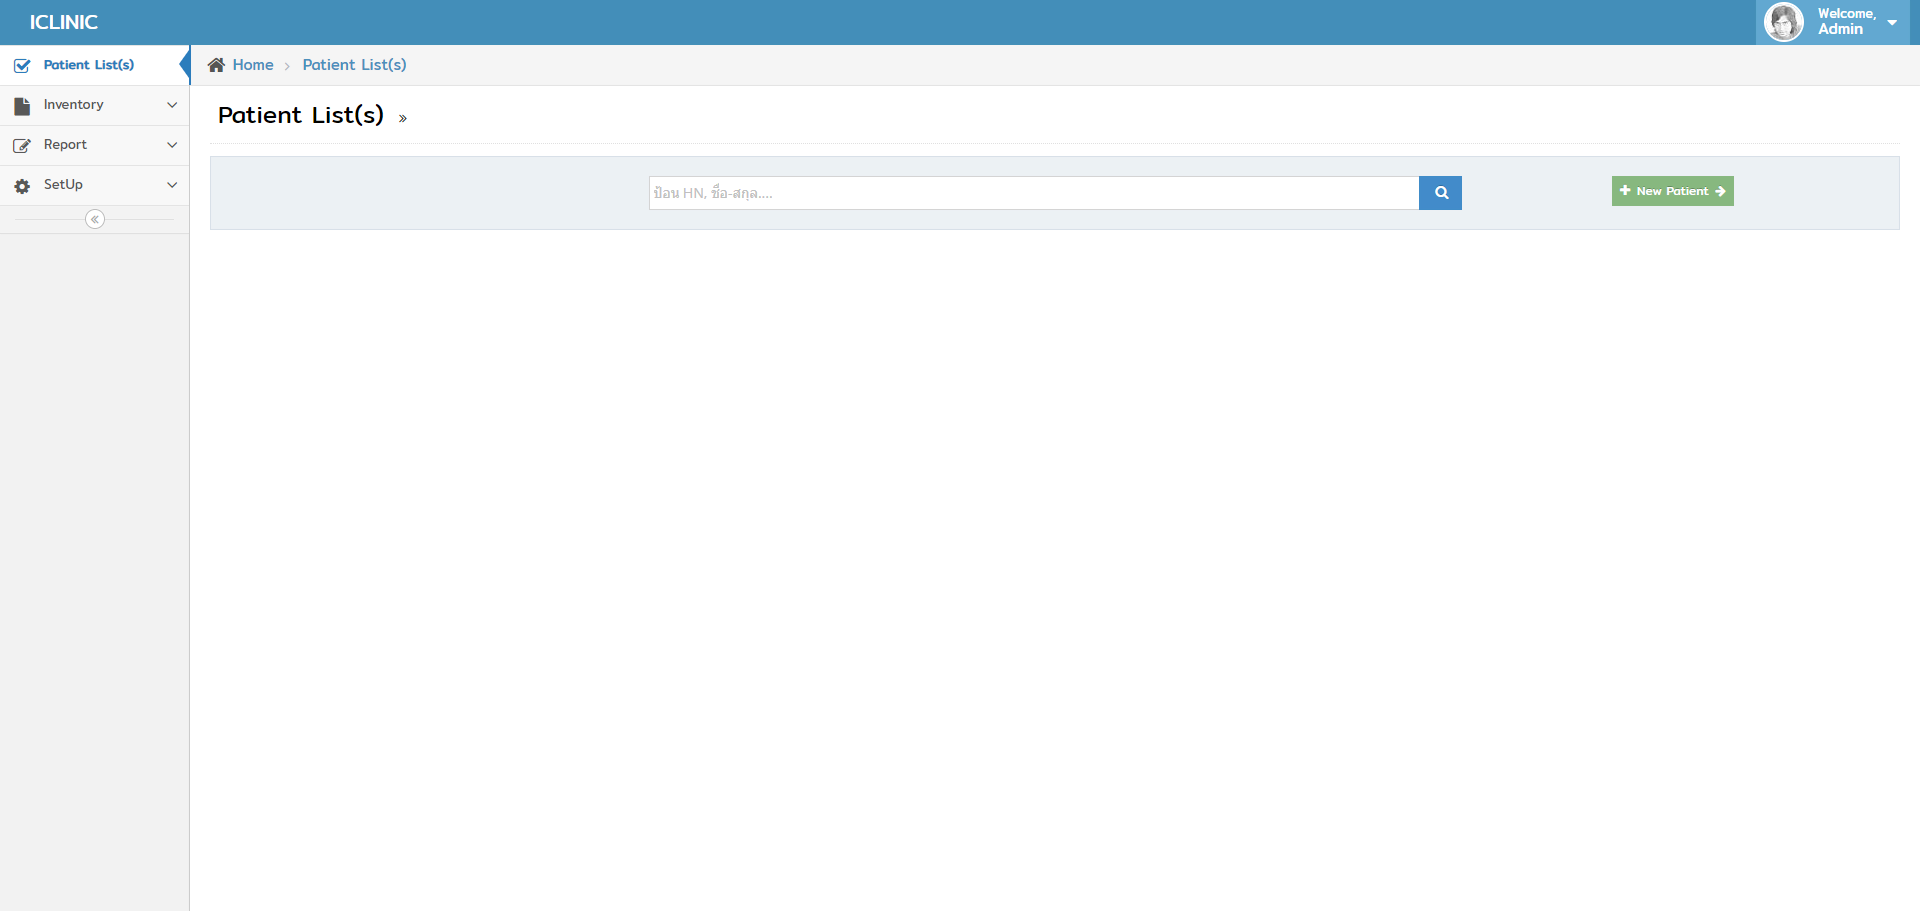 ICLINIC
Welcome,
Admin
Patient List(s)
Inventory
Report
SetUp
Home
Patient List(s)
Patient List(s) »
ป้อน HN, ชื่อ-สกุล....
New Patient